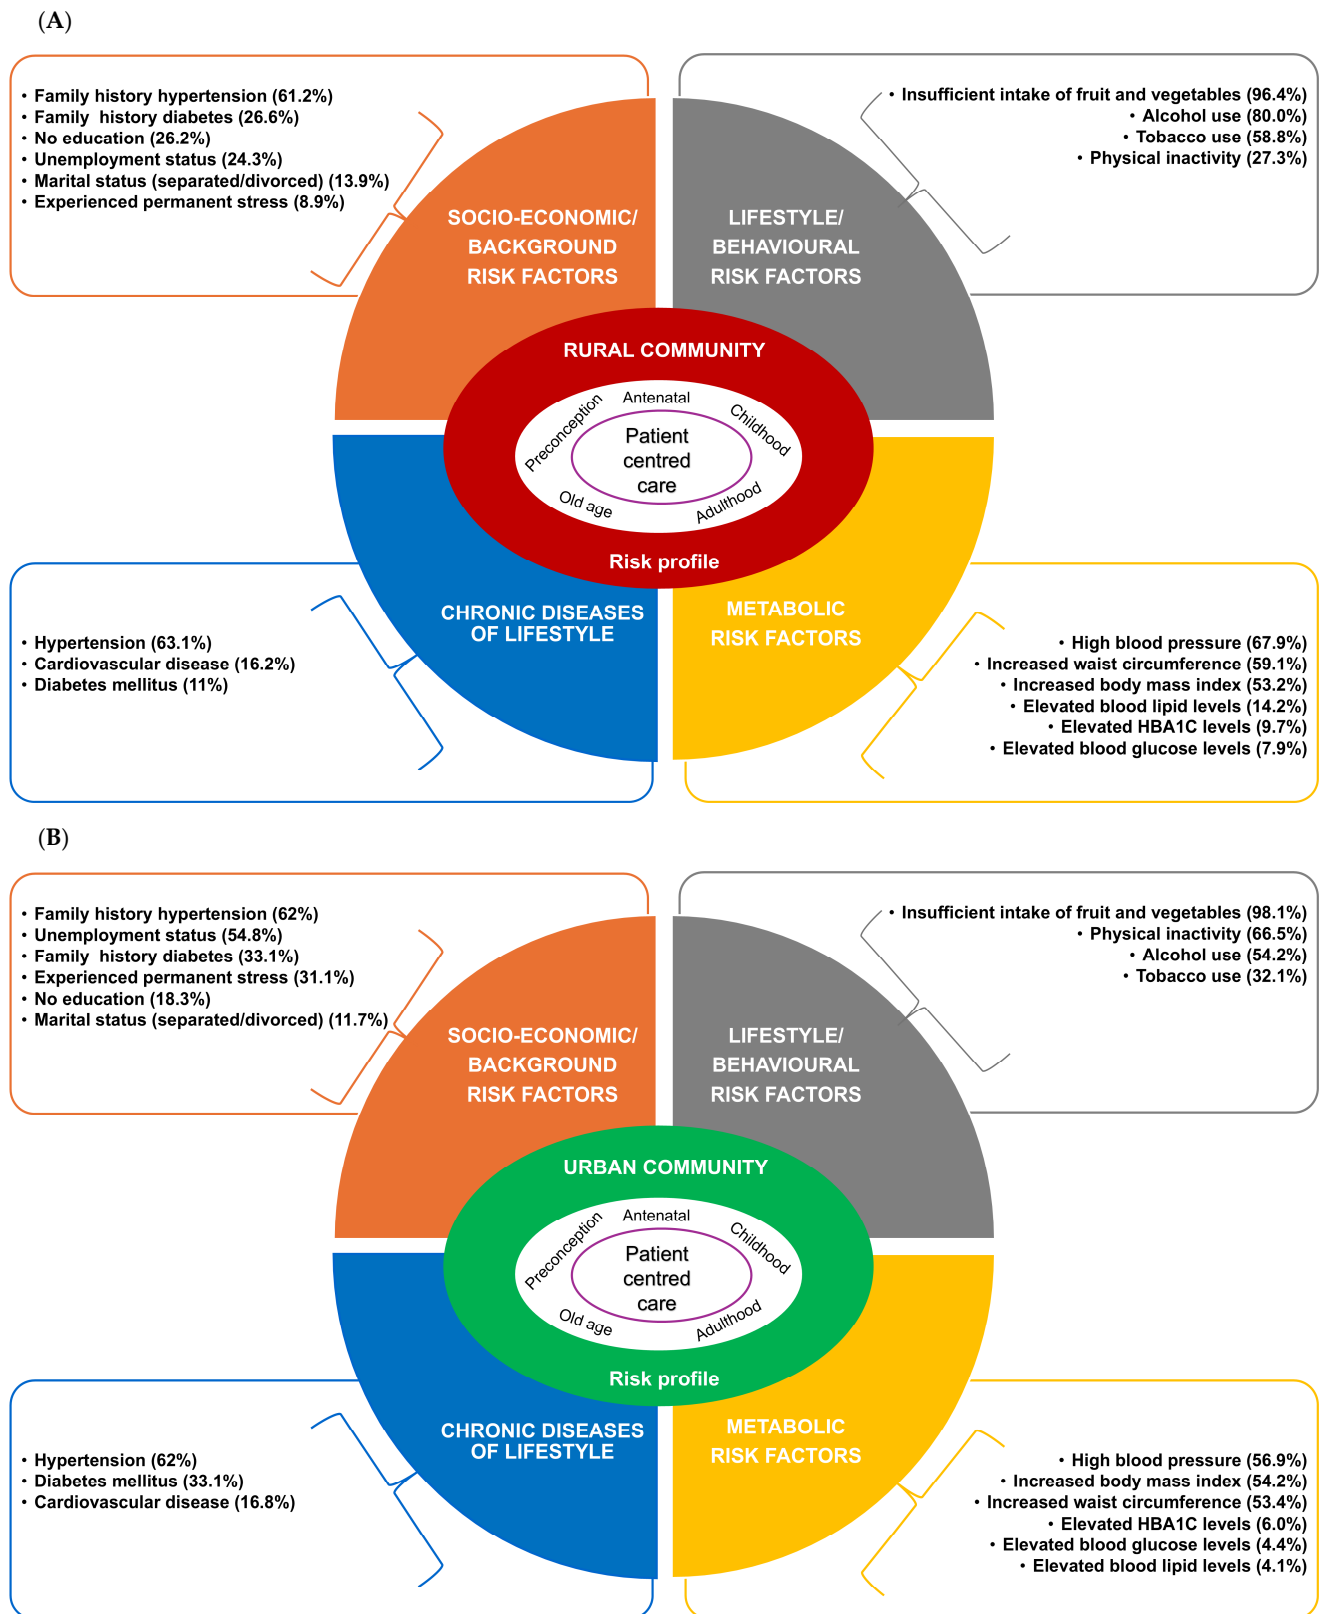 (A)
• Family history hypertension (61.2%)
• Family history diabetes (26.6%)
• No education (26.2%)
• Unemployment status (24.3%)
• Marital status (separated/divorced) (13.9%)
• Experienced permanent stress (8.9%)
• Insufficient intake of fruit and vegetables (96.4%)
• Alcohol use (80.0%)
• Tobacco use (58.8%)
• Physical inactivity (27.3%)
SOCIO-ECONOMIC/
BACKGROUND
RISK FACTORS
LIFESTYLE/
BEHAVIOURAL
RISK FACTORS
RURAL COMMUNITY
Preconception
Antenatal
Childhood
Patient
centred
care
Old age
Adulthood
Risk profile
CHRONIC DISEASES
OF LIFESTYLE
METABOLIC
RISK FACTORS
• Hypertension (63.1%)
• Cardiovascular disease (16.2%)
• Diabetes mellitus (11%)
• High blood pressure (67.9%)
• Increased waist circumference (59.1%)
• Increased body mass index (53.2%)
• Elevated blood lipid levels (14.2%)
• Elevated HBA1C levels (9.7%)
• Elevated blood glucose levels (7.9%)
(B)
• Family history hypertension (62%)
• Unemployment status (54.8%)
• Family history diabetes (33.1%)
• Experienced permanent stress (31.1%)
• No education (18.3%)
• Marital status (separated/divorced) (11.7%)
• Insufficient intake of fruit and vegetables (98.1%)
• Physical inactivity (66.5%)
• Alcohol use (54.2%)
• Tobacco use (32.1%)
SOCIO-ECONOMIC/
BACKGROUND
RISK FACTORS
LIFESTYLE/
BEHAVIOURAL
RISK FACTORS
URBAN COMMUNITY
Preconception
Antenatal
Childhood
Patient
centred
care
Old age
Adulthood
Risk profile
CHRONIC DISEASES
OF LIFESTYLE
METABOLIC
RISK FACTORS
• Hypertension (62%)
• Diabetes mellitus (33.1%)
• Cardiovascular disease (16.8%)
• High blood pressure (56.9%)
• Increased body mass index (54.2%)
• Increased waist circumference (53.4%)
• Elevated HBA1C levels (6.0%)
• Elevated blood glucose levels (4.4%)
• Elevated blood lipid levels (4.1%)